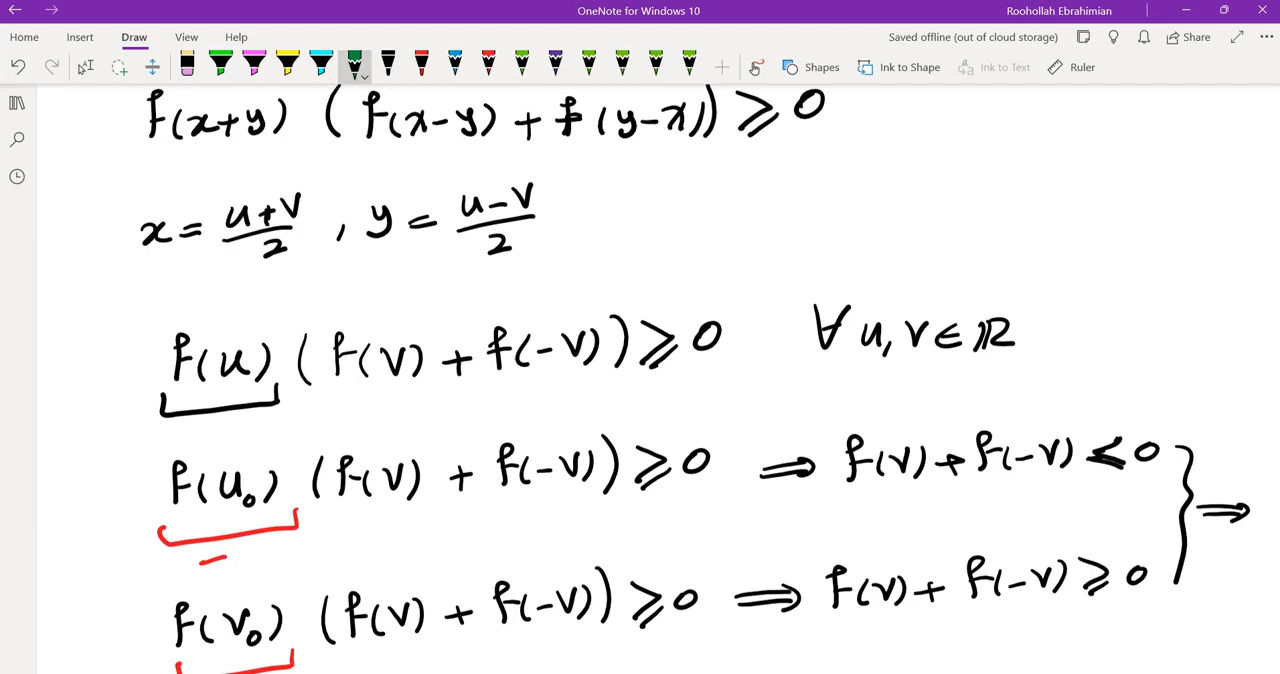 OneNote for Windows 10
Roohollah Ebrahimian
Home Insert Draw View Help
Saved offline (out of cloud storage)
Share
Shapes Ink to Shape Ink to Text Ruler
f(x+y) (f(x-y) + f(y-x)) ≥ 0
x = (u+v)/2 , y = (u-v)/2
f(u) (f(v) + f(-v)) ≥ 0 ∀ u, v ∈ ℝ
f(u₀) (f(v) + f(-v)) ≥ 0 ⇒ f(v) + f(-v) ≤ 0 } ⇒
−
f(v₀) (f(v) + f(-v)) ≥ 0 ⇒ f(v) + f(-v) ≥ 0